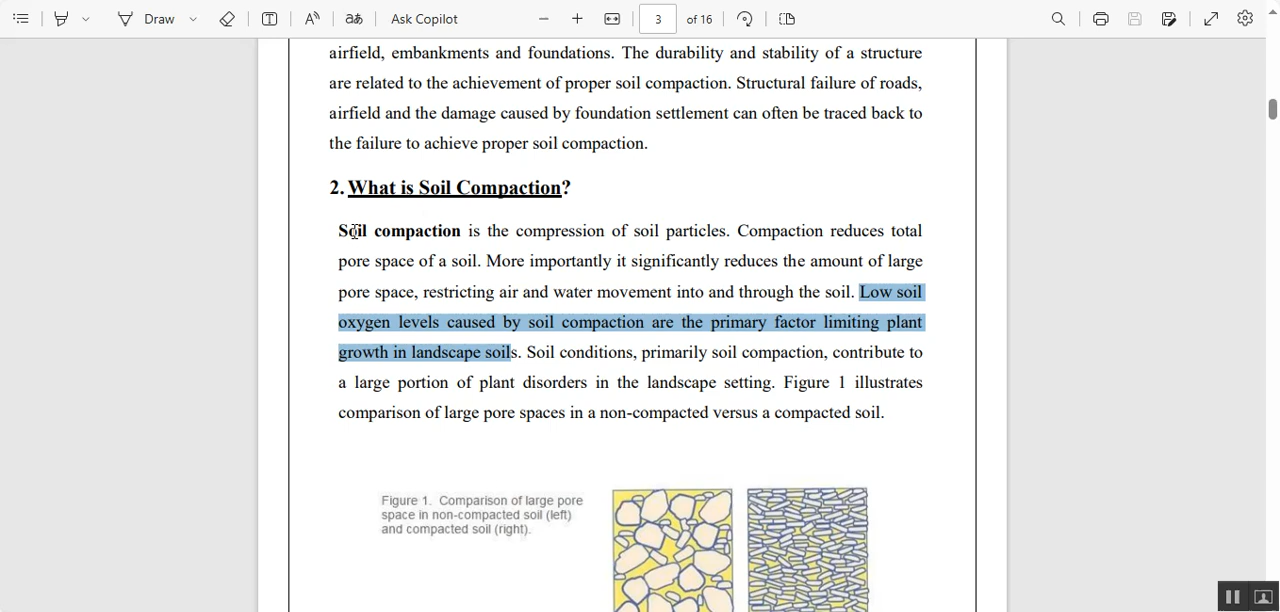 Draw
Ask Copilot
3
of 16
airfield, embankments and foundations. The durability and stability of a structure
are related to the achievement of proper soil compaction. Structural failure of roads,
airfield and the damage caused by foundation settlement can often be traced back to
the failure to achieve proper soil compaction.
2. What is Soil Compaction?
Soil compaction is the compression of soil particles. Compaction reduces total
pore space of a soil. More importantly it significantly reduces the amount of large
pore space, restricting air and water movement into and through the soil. Low soil
oxygen levels caused by soil compaction are the primary factor limiting plant
growth in landscape soils. Soil conditions, primarily soil compaction, contribute to
a large portion of plant disorders in the landscape setting. Figure 1 illustrates
comparison of large pore spaces in a non-compacted versus a compacted soil.
Figure 1. Comparison of large pore
space in non-compacted soil (left)
and compacted soil (right).